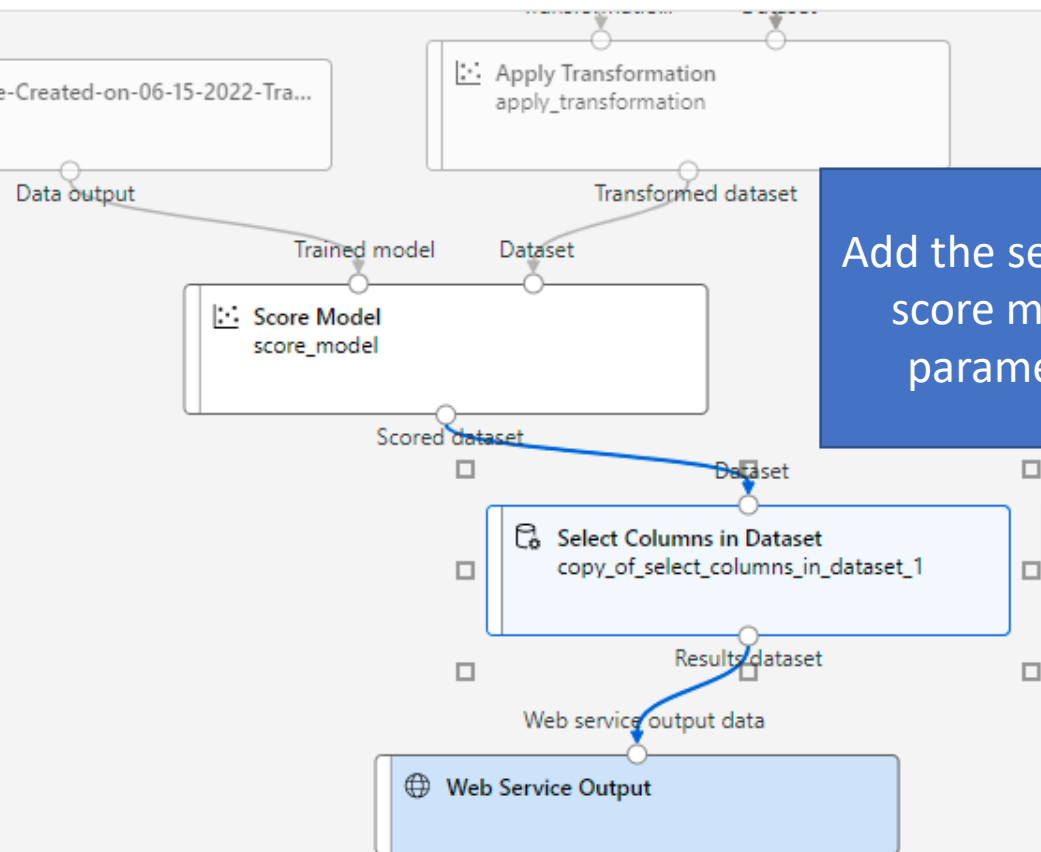 e-Created-on-06-15-2022-Tra...
Apply Transformation
apply_transformation
Data output
Transformed dataset
Trained model
Dataset
Add the
score
Score Model
score_model
Scored dataset
Dataset
Select Columns in Dataset
copy_of_select_columns_in_dataset_1
Results dataset
Web service output data
Web Service Output